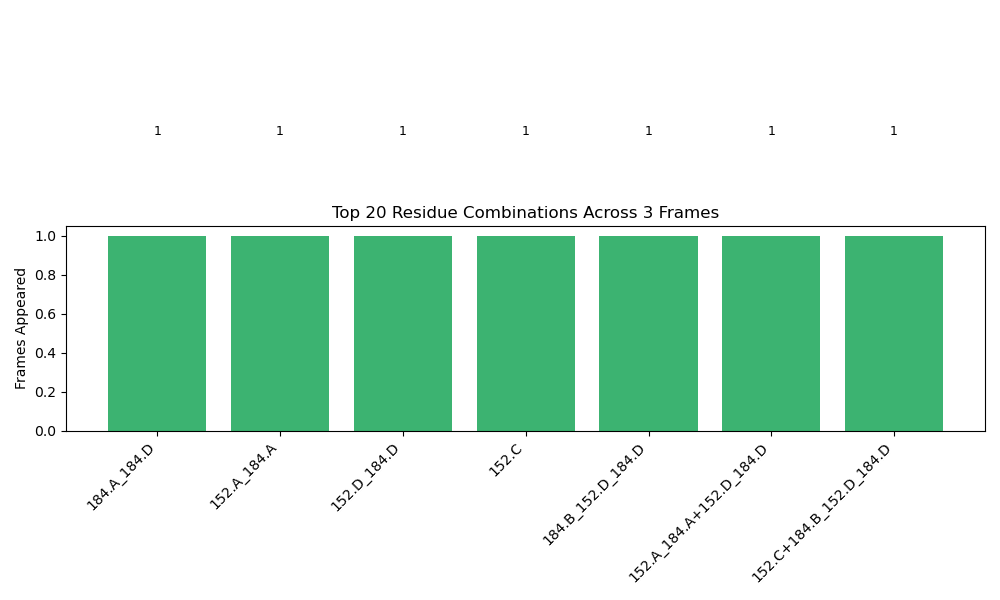 1 1 1 1 1 1 1
Top 20 Residue Combinations Across 3 Frames
Frames Appeared
1.0
0.8
0.6
0.4
0.2
0.0
184.A_184.D
152.A_184.A
152.D_184.D
152.C
184.B_152.D_184.D
152.A_184.A+152.D_184.D
152.C+184.B_152.D_184.D